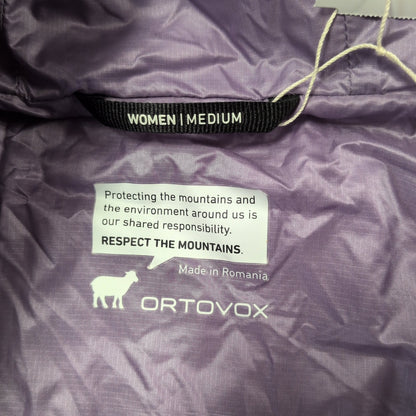 WOMEN | MEDIUM
Protecting the mountains and
the environment around us is
our shared responsibility.
RESPECT THE MOUNTAINS.
Made in Romania
ORTOVOX